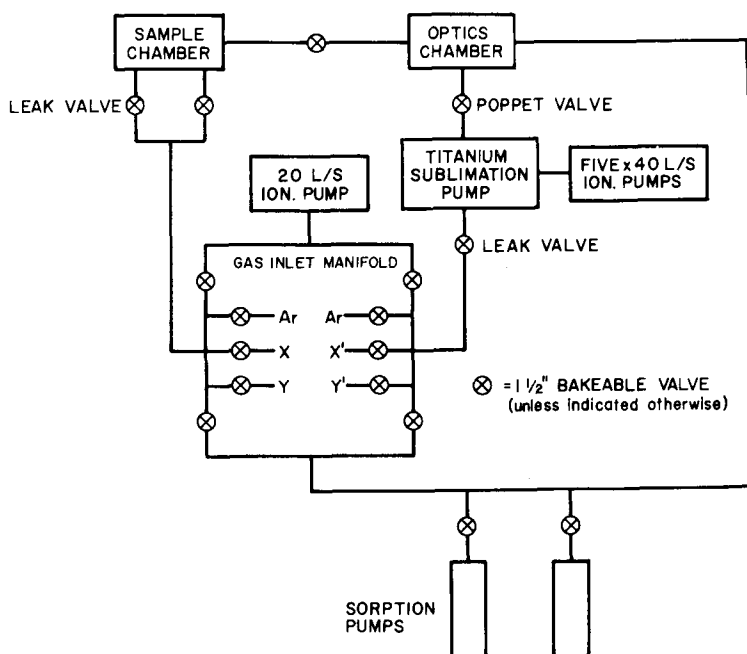 SAMPLE
CHAMBER
OPTICS
CHAMBER
LEAK VALVE
POPPET VALVE
20 L/S
ION. PUMP
TITANIUM
SUBLIMATION
PUMP
FIVE x 40 L/S
ION. PUMPS
LEAK VALVE
GAS INLET MANIFOLD
Ar
Ar
X
X'
Y
Y'
= 1 1/2" BAKEABLE VALVE
(unless indicated otherwise)
SORPTION
PUMPS